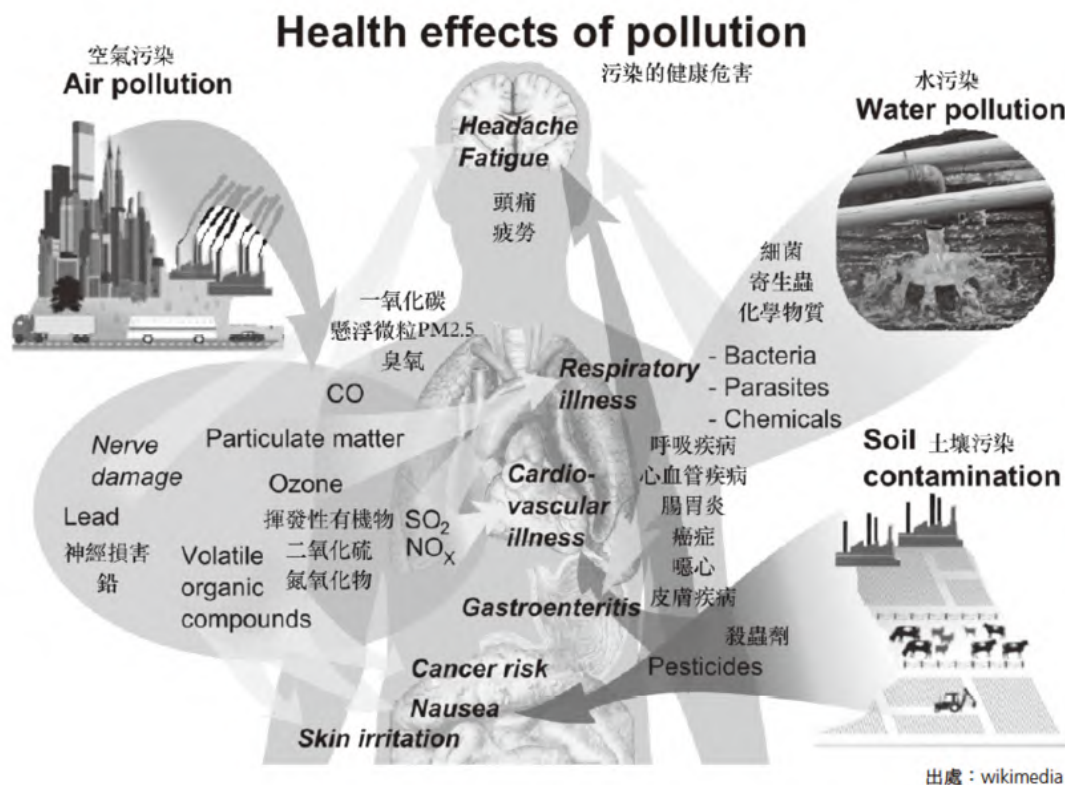 Health effects of pollution
污染的健康危害
空氣污染
Air pollution
水污染
Water pollution
Headache
Fatigue
頭痛
疲勞
細菌
寄生蟲
化學物質
- Bacteria
- Parasites
- Chemicals
一氧化碳
懸浮微粒PM2.5
臭氧
CO
Particulate matter
Ozone
Nerve
damage
Lead
神經損害
鉛
揮發性有機物
二氧化硫
氮氧化物
Volatile
organic
compounds
SO2
NOX
Respiratory
illness
Cardio-
vascular
illness
Gastroenteritis
Cancer risk
Nausea
Skin irritation
呼吸疾病
心血管疾病
腸胃炎
癌症
噁心
皮膚疾病
Soil 土壤污染
contamination
殺蟲劑
Pesticides
出處：wikimedia